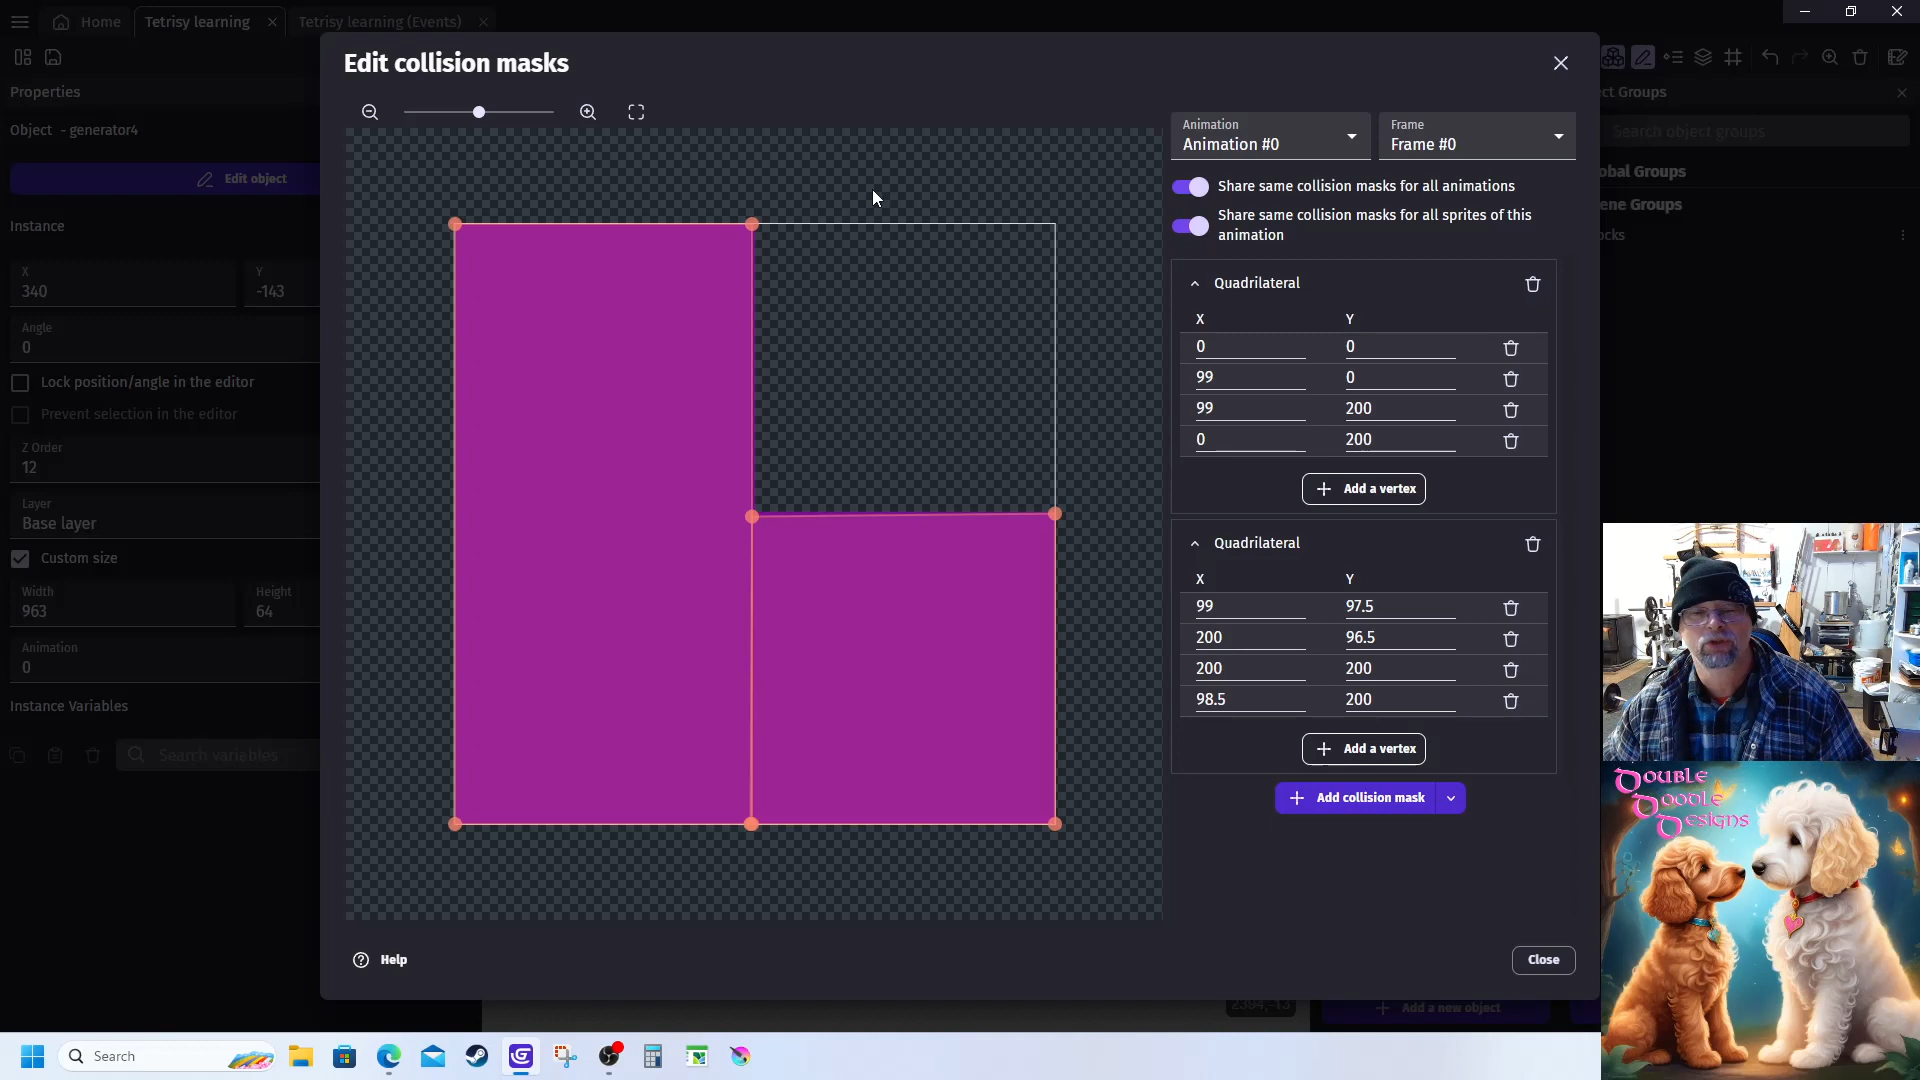 Home
Tetrisy learning
Tetrisy learning (Events)
Properties
Object - generator4
Edit object
Instance
X
340
Y
-143
Angle
0
Lock position/angle in the editor
Prevent selection in the editor
Z Order
12
Layer
Base layer
Custom size
Width
963
Height
64
Animation
0
Instance Variables
Search variables
Edit collision masks
Animation
Animation #0
Frame
Frame #0
Share same collision masks for all animations
Share same collision masks for all sprites of this
animation
Quadrilateral
X Y
0 0
99 0
99 200
0 200
Add a vertex
Quadrilateral
X Y
99 97.5
200 96.5
200 200
98.5 200
Add a vertex
Add collision mask
Help
Close
ct Groups
Search object groups
obal Groups
ene Groups
ocks
Add a new object
Double
Doodle
Designs
Search